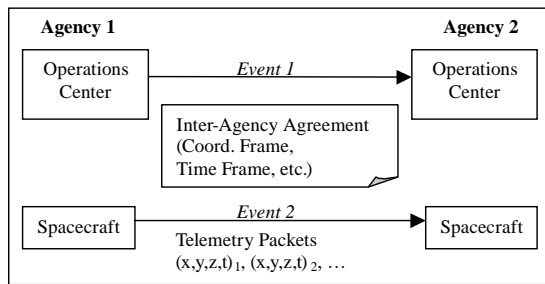 Agency 1
Agency 2
Operations
Center
Event 1
Operations
Center
Inter-Agency Agreement
(Coord. Frame,
Time Frame, etc.)
Spacecraft
Event 2
Spacecraft
Telemetry Packets
(x,y,z,t)1, (x,y,z,t)2, …